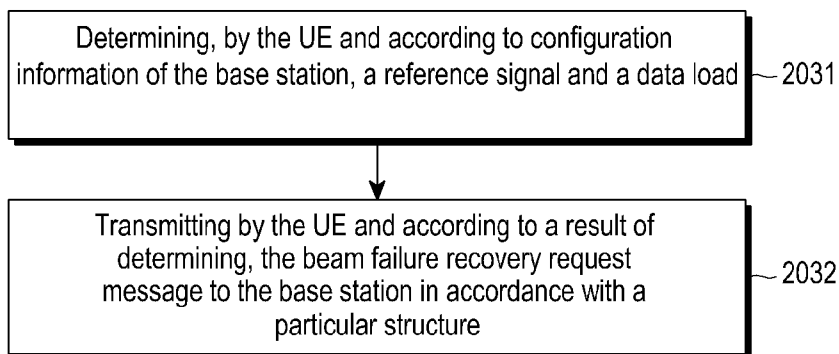 Determining, by the UE and according to configuration
information of the base station, a reference signal and a data load
2031
Transmitting by the UE and according to a result of
determining, the beam failure recovery request
message to the base station in accordance with a
particular structure
2032